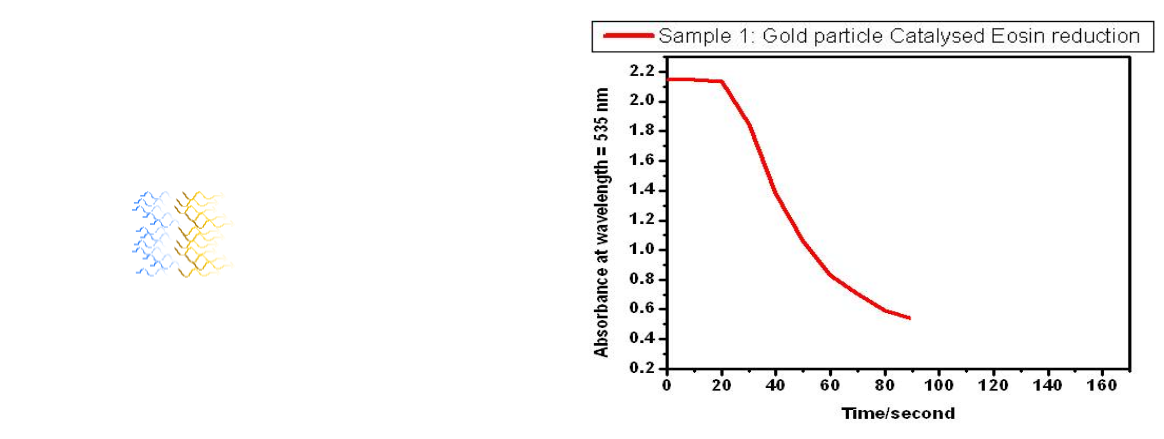 Sample 1: Gold particle Catalysed Eosin reduction
Absorbance at wavelength = 535 nm
2.2
2.0
1.8
1.6
1.4
1.2
1.0
0.8
0.6
0.4
0.2
0 20 40 60 80 100 120 140 160
Time/second